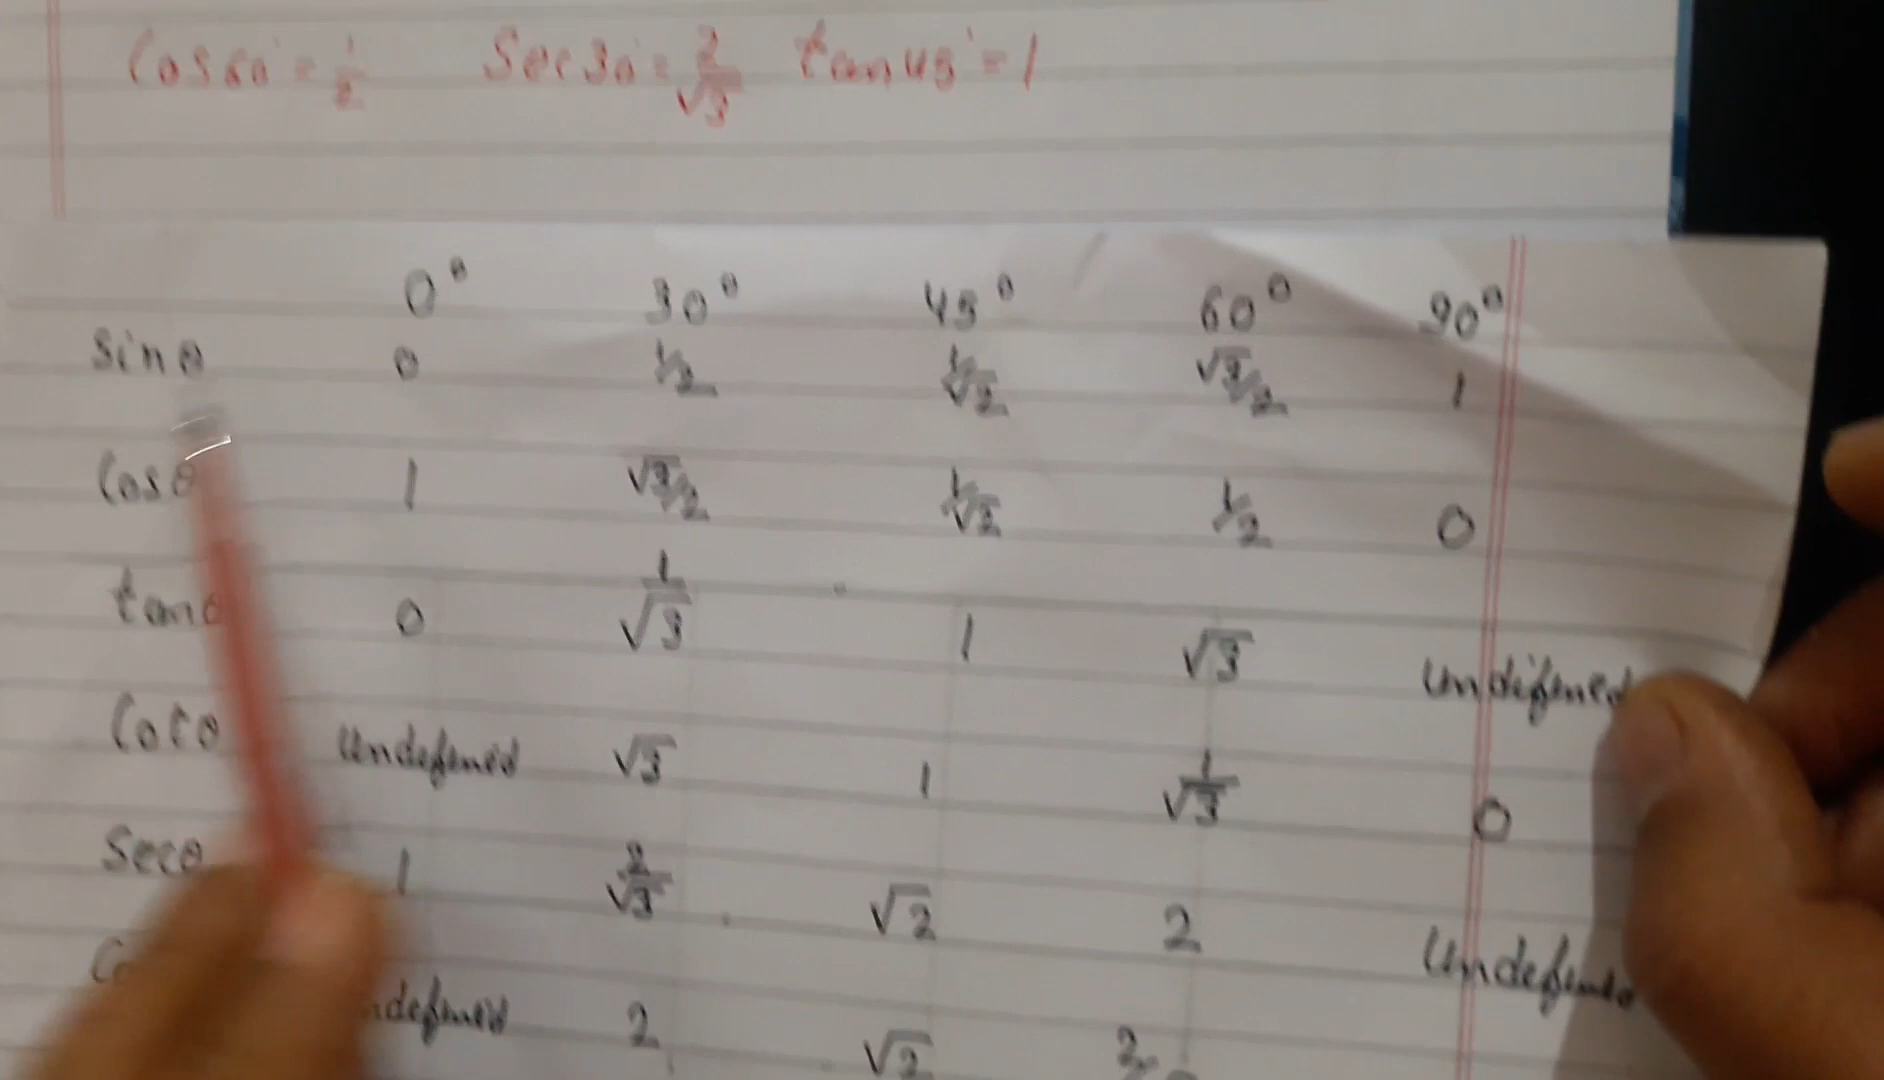 Cos60° = 1/2 Sec30° = 2/√3 tan45° = 1
0° 30° 45° 60° 90°
Sinθ 0 1/2 1/√2 √3/2 1
Cosθ 1 √3/2 1/√2 1/2 0
tanθ 0 1/√3 1 √3 Undifined
Cotθ Undefined √3 1 1/√3 0
Secθ 1 2/√3 √2 2 Undefined
2 √2